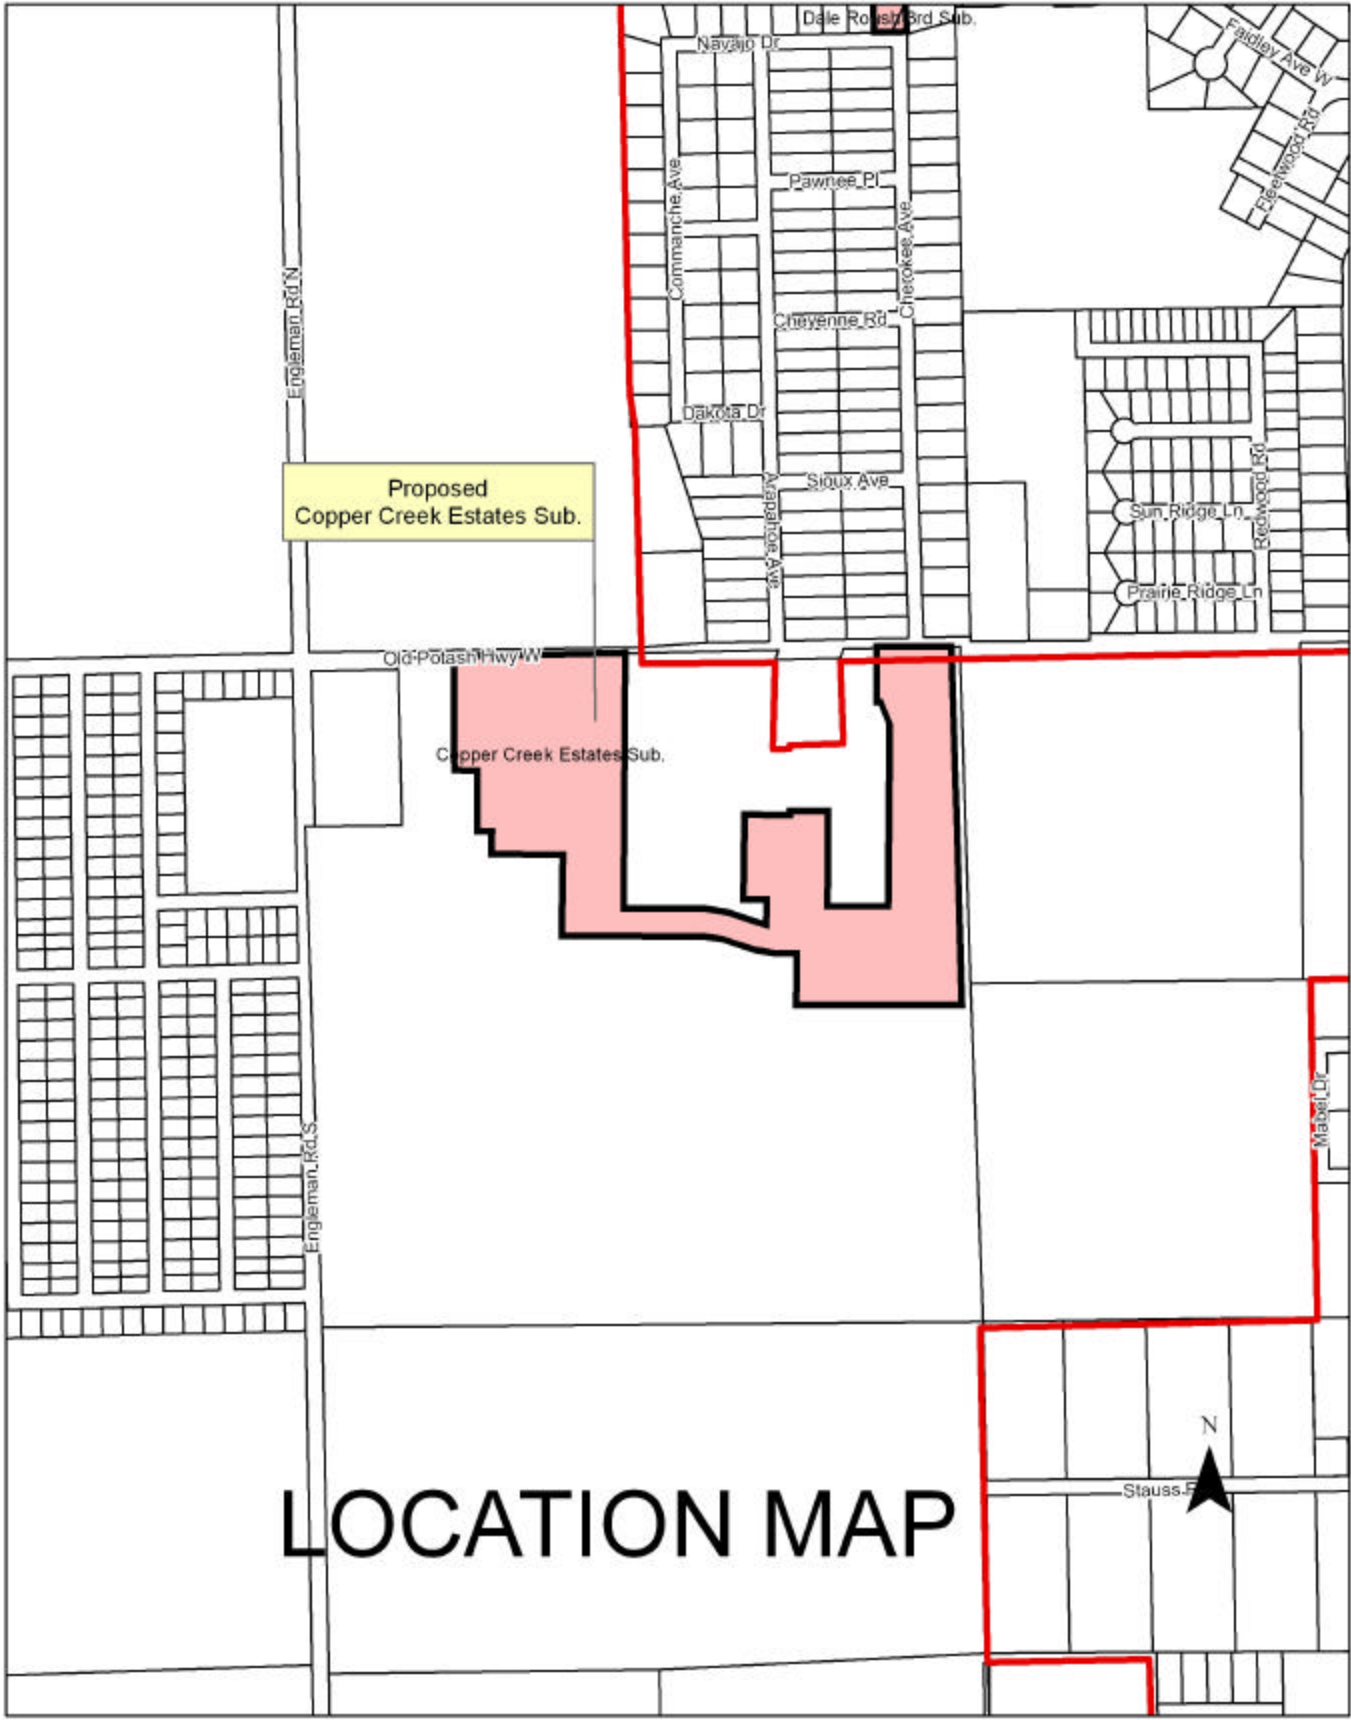 Dale Roush 3rd Sub.
Navajo Dr
Faidley Ave W
Fleetwood Rd
Pawnee Pl
Commanche Ave
Cherokee Ave
Engleman Rd N
Cheyenne Rd
Dakota Dr
Sioux Ave
Arapahoe Ave
Redwood Rd
Sun Ridge Ln
Prairie Ridge Ln
Proposed
Copper Creek Estates Sub.
Old Potash Hwy W
Copper Creek Estates Sub.
Mabel Dr
Engleman Rd S
N
Stauss
LOCATION MAP